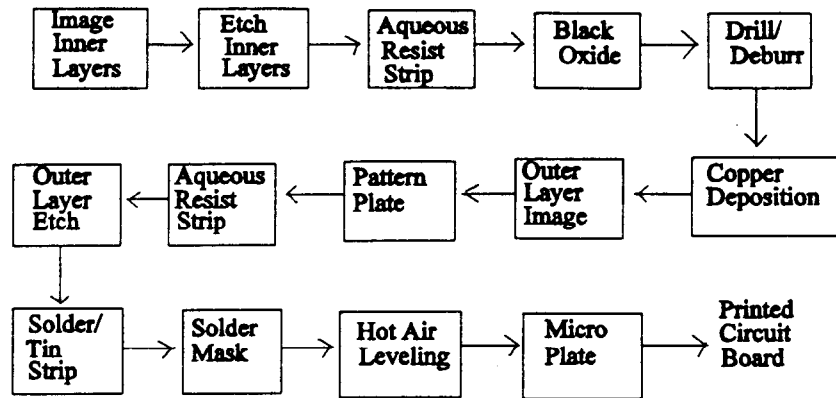 Image
Inner
Layers
Etch
Inner
Layers
Aqueous
Resist
Strip
Black
Oxide
Drill/
Deburr
Copper
Deposition
Outer
Layer
Image
Pattern
Plate
Aqueous
Resist
Strip
Outer
Layer
Etch
Solder/
Tin
Strip
Solder
Mask
Hot Air
Leveling
Micro
Plate
Printed
Circuit
Board